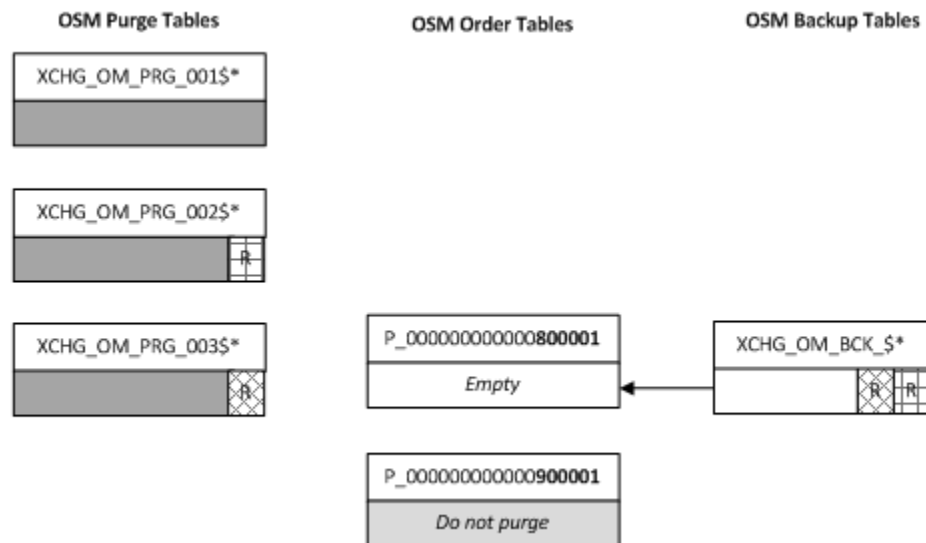 OSM Purge Tables
OSM Order Tables
OSM Backup Tables
XCHG_OM_PRG_001$*
XCHG_OM_PRG_002$*
R
XCHG_OM_PRG_003$*
R
P_000000000000800001
Empty
XCHG_OM_BCK_$*
R R
P_000000000000900001
Do not purge